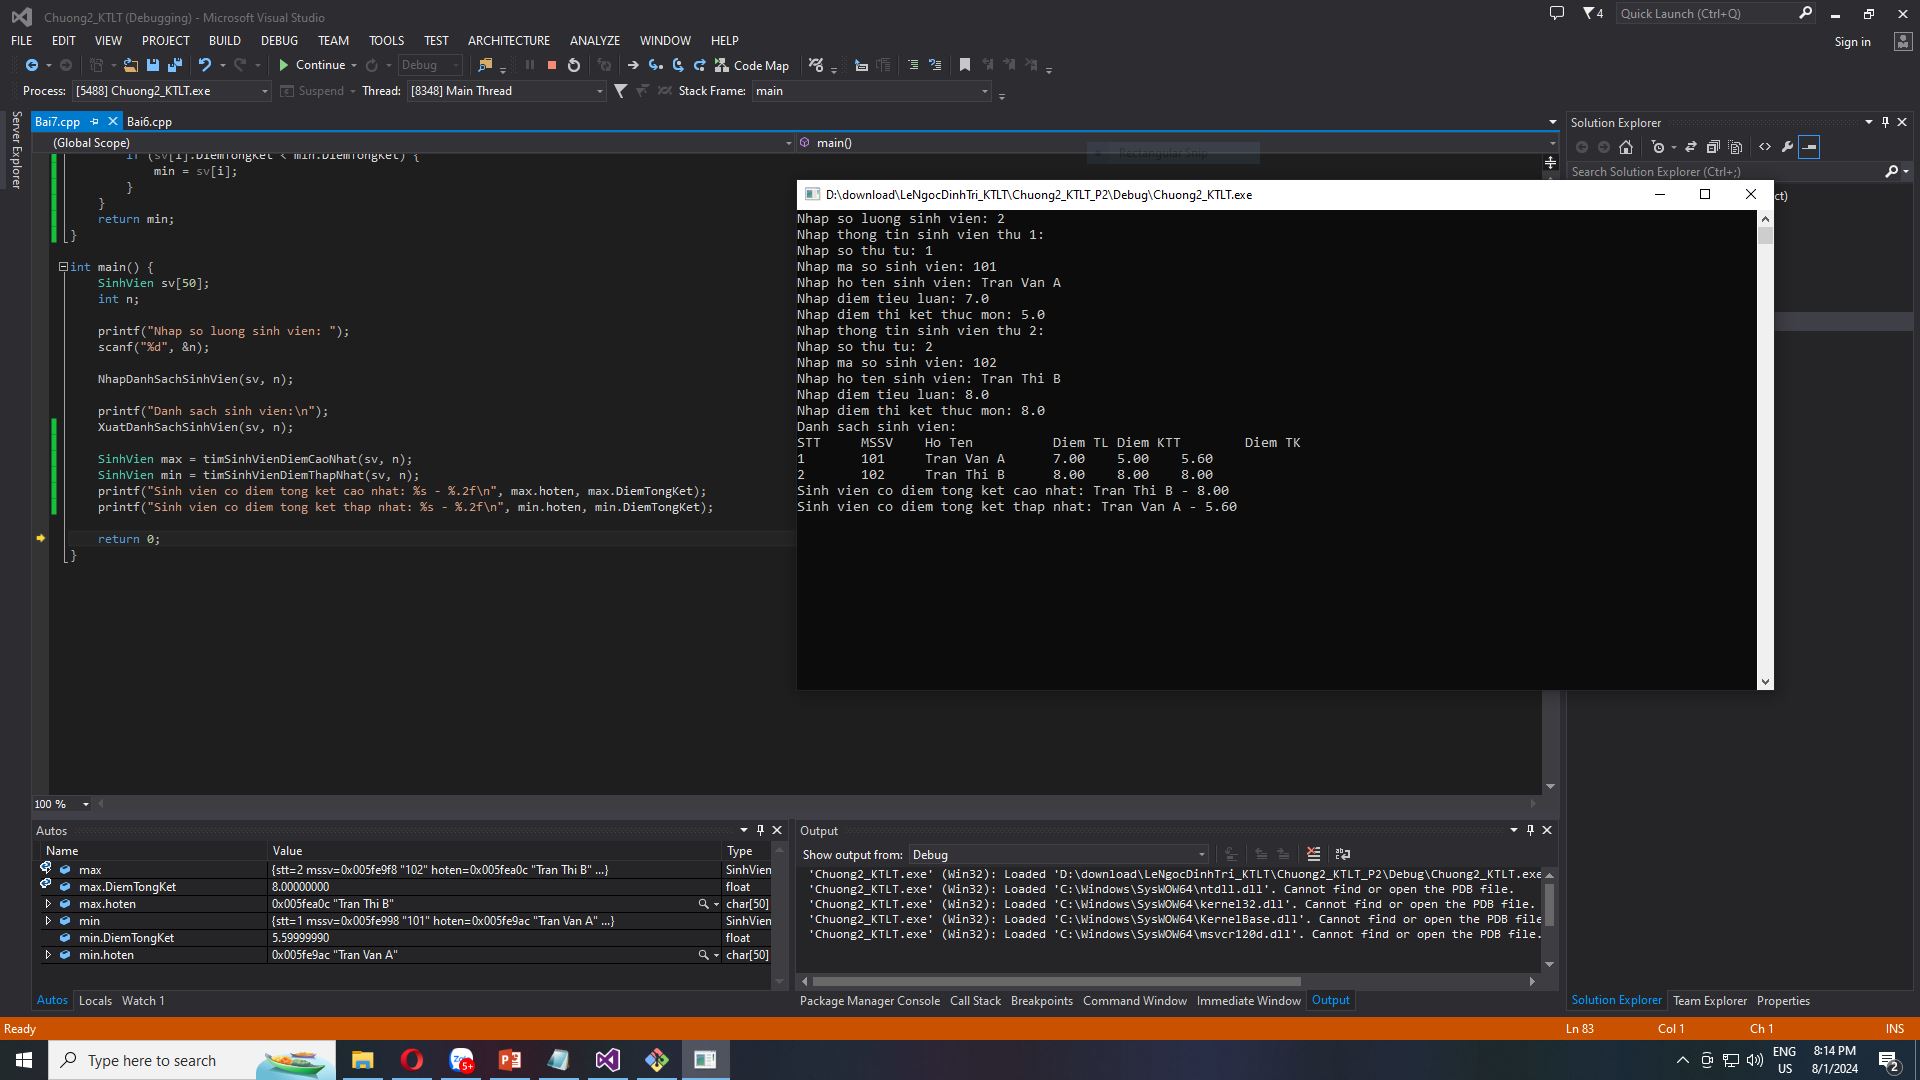 Chuong2_KTLT (Debugging) - Microsoft Visual Studio
4
Quick Launch (Ctrl+Q)
FILE EDIT VIEW PROJECT BUILD DEBUG TEAM TOOLS TEST ARCHITECTURE ANALYZE WINDOW HELP
Sign in
Continue Debug Code Map
Process: [5488] Chuong2_KTLT.exe Suspend Thread: [8348] Main Thread Stack Frame: main
Server Explorer
Bai7.cpp Bai6.cpp
(Global Scope) main()
Rectangular Snip
if (sv[i].DiemTongKet < min.DiemTongKet) {
min = sv[i];
}
}
return min;
}
int main() {
SinhVien sv[50];
int n;
printf("Nhap so luong sinh vien: ");
scanf("%d", &n);
NhapDanhSachSinhVien(sv, n);
printf("Danh sach sinh vien:\n");
XuatDanhSachSinhVien(sv, n);
SinhVien max = timSinhVienDiemCaoNhat(sv, n);
SinhVien min = timSinhVienDiemThapNhat(sv, n);
printf("Sinh vien co diem tong ket cao nhat: %s - %.2f\n", max.hoten, max.DiemTongKet);
printf("Sinh vien co diem tong ket thap nhat: %s - %.2f\n", min.hoten, min.DiemTongKet);
return 0;
}
D:\download\LeNgocDinhTri_KTLT\Chuong2_KTLT_P2\Debug\Chuong2_KTLT.exe
Nhap so luong sinh vien: 2
Nhap thong tin sinh vien thu 1:
Nhap so thu tu: 1
Nhap ma so sinh vien: 101
Nhap ho ten sinh vien: Tran Van A
Nhap diem tieu luan: 7.0
Nhap diem thi ket thuc mon: 5.0
Nhap thong tin sinh vien thu 2:
Nhap so thu tu: 2
Nhap ma so sinh vien: 102
Nhap ho ten sinh vien: Tran Thi B
Nhap diem tieu luan: 8.0
Nhap diem thi ket thuc mon: 8.0
Danh sach sinh vien:
STT MSSV Ho Ten Diem TL Diem KTT Diem TK
1 101 Tran Van A 7.00 5.00 5.60
2 102 Tran Thi B 8.00 8.00 8.00
Sinh vien co diem tong ket cao nhat: Tran Thi B - 8.00
Sinh vien co diem tong ket thap nhat: Tran Van A - 5.60
Solution Explorer
Search Solution Explorer (Ctrl+;)
ct)
100 %
Autos
Name Value Type
max {stt=2 mssv=0x005fe9f8 "102" hoten=0x005fea0c "Tran Thi B" ...} SinhVien
max.DiemTongKet 8.00000000 float
max.hoten 0x005fea0c "Tran Thi B" char[50]
min {stt=1 mssv=0x005fe998 "101" hoten=0x005fe9ac "Tran Van A" ...} SinhVien
min.DiemTongKet 5.59999990 float
min.hoten 0x005fe9ac "Tran Van A" char[50]
Autos Locals Watch 1
Output
Show output from: Debug
'Chuong2_KTLT.exe' (Win32): Loaded 'D:\download\LeNgocDinhTri_KTLT\Chuong2_KTLT_P2\Debug\Chuong2_KTLT.exe
'Chuong2_KTLT.exe' (Win32): Loaded 'C:\Windows\SysWOW64\ntdll.dll'. Cannot find or open the PDB file.
'Chuong2_KTLT.exe' (Win32): Loaded 'C:\Windows\SysWOW64\kernel32.dll'. Cannot find or open the PDB file.
'Chuong2_KTLT.exe' (Win32): Loaded 'C:\Windows\SysWOW64\KernelBase.dll'. Cannot find or open the PDB file
'Chuong2_KTLT.exe' (Win32): Loaded 'C:\Windows\SysWOW64\msvcr120d.dll'. Cannot find or open the PDB file.
Package Manager Console Call Stack Breakpoints Command Window Immediate Window Output
Solution Explorer Team Explorer Properties
Ready
Ln 83 Col 1 Ch 1 INS
Type here to search
Zalo 5+
ENG
US
8:14 PM
8/1/2024
2